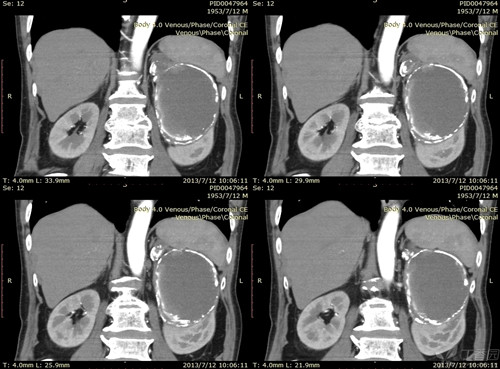 Se: 12
PID0047964
1953/7/12 M
Body 4.0 Venous/Phase/Coronal CE
Venous\Phase\Coronal
R
L
T: 4.0mm L: 33.9mm
2013/7/12 10:06:11
Se: 12
PID0047964
1953/7/12 M
Body 4.0 Venous/Phase/Coronal CE
Venous\Phase\Coronal
R
L
T: 4.0mm L: 29.9mm
2013/7/12 10:06:11
Se: 12
PID0047964
1953/7/12 M
Body 4.0 Venous/Phase/Coronal CE
Venous\Phase\Coronal
R
L
T: 4.0mm L: 25.9mm
2013/7/12 10:06:11
Se: 12
PID0047964
1953/7/12 M
Body 4.0 Venous/Phase/Coronal CE
Venous\Phase\Coronal
R
L
T: 4.0mm L: 21.9mm
2013/7/12 10:06:11